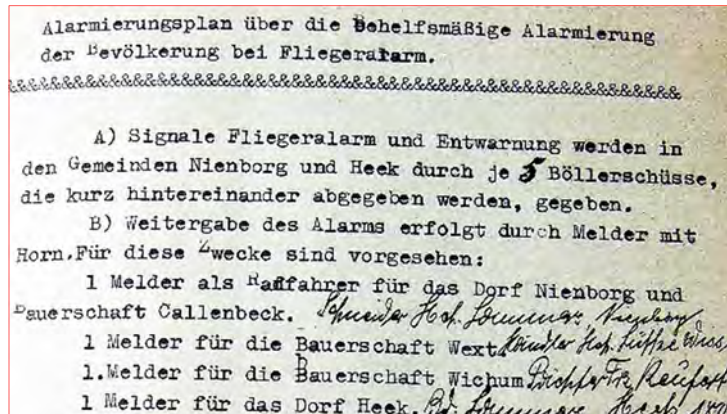 Alarmierungsplan über die Behelfsmäßige Alarmierung
der Bevölkerung bei Fliegeralarm.
&&&&&&&&&&&&&&&&&&&&&&&&&&&&&&&&&&&&&&&&&&&&&&&&&&&&&&&&&&&&
A) Signale Fliegeralarm und Entwarnung werden in
den Gemeinden Nienborg und Heek durch je 5 Böllerschüsse,
die kurz hintereinander abgegeben werden, gegeben.
B) Weitergabe des Alarms erfolgt durch Melder mit
Horn.Für diese Zwecke sind vorgesehen:
1 Melder als Radfahrer für das Dorf Nienborg und
Bauerschaft Callenbeck. Schneider Nienborg
1 Melder für die Bauerschaft Wext
1.Melder für die Bauerschaft Wichum
1 Melder für das Dorf Heek.